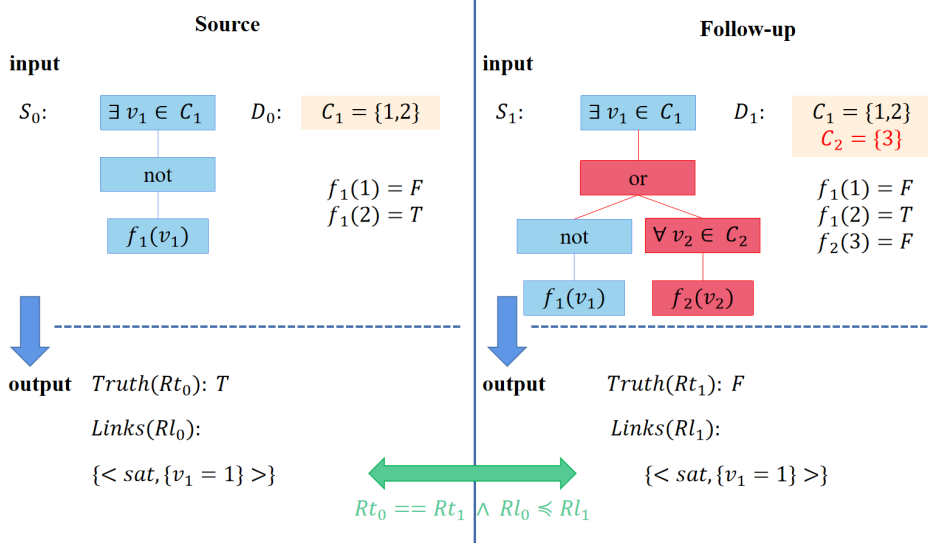 Source
input
S₀:
∃ v₁ ∈ C₁
not
f₁(v₁)
D₀:
C₁ = {1,2}
f₁(1) = F
f₁(2) = T
output
Truth(Rt₀): T
Links(Rl₀):
{< sat, {v₁ = 1} >}
Follow-up
input
S₁:
∃ v₁ ∈ C₁
or
not
∀ v₂ ∈ C₂
f₁(v₁)
f₂(v₂)
D₁:
C₁ = {1,2}
C₂ = {3}
f₁(1) = F
f₁(2) = T
f₂(3) = F
output
Truth(Rt₁): F
Links(Rl₁):
{< sat, {v₁ = 1} >}
Rt₀ == Rt₁ ∧ Rl₀ ≼ Rl₁